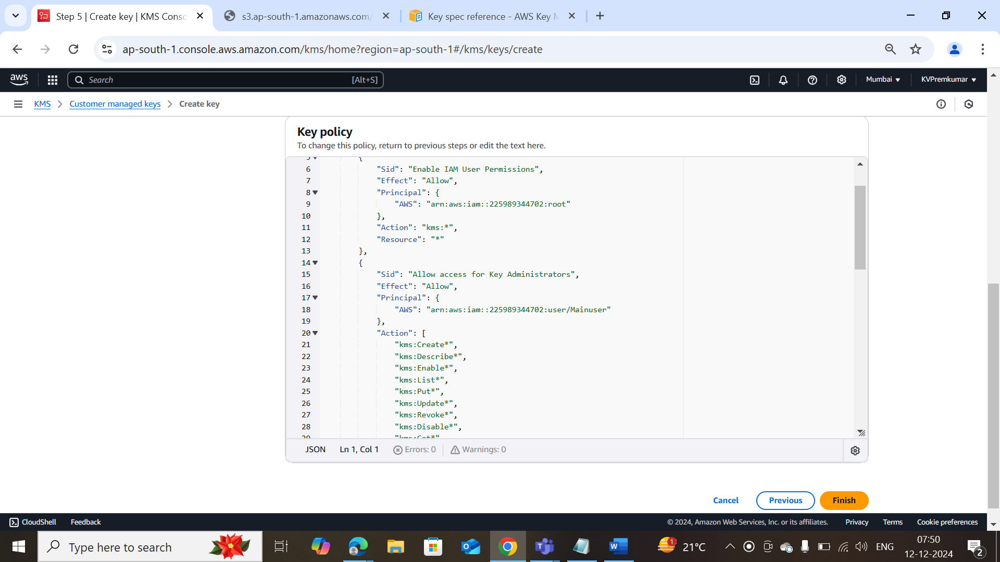 Step 5 | Create key | KMS Conso
s3.ap-south-1.amazonaws.com/
Key spec reference - AWS Key M
ap-south-1.console.aws.amazon.com/kms/home?region=ap-south-1#/kms/keys/create
aws
Search
[Alt+S]
Mumbai
KVPremkumar
KMS
Customer managed keys
Create key
Key policy
To change this policy, return to previous steps or edit the text here.
5 {
6 "Sid": "Enable IAM User Permissions",
7 "Effect": "Allow",
8 "Principal": {
9 "AWS": "arn:aws:iam::225989344702:root"
10 },
11 "Action": "kms:*",
12 "Resource": "*"
13 },
14 {
15 "Sid": "Allow access for Key Administrators",
16 "Effect": "Allow",
17 "Principal": {
18 "AWS": "arn:aws:iam::225989344702:user/Mainuser"
19 },
20 "Action": [
21 "kms:Create*",
22 "kms:Describe*",
23 "kms:Enable*",
24 "kms:List*",
25 "kms:Put*",
26 "kms:Update*",
27 "kms:Revoke*",
28 "kms:Disable*",
29 "kms:Get*"
JSON Ln 1, Col 1 Errors: 0 Warnings: 0
Cancel Previous Finish
CloudShell Feedback © 2024, Amazon Web Services, Inc. or its affiliates. Privacy Terms Cookie preferences
Type here to search
1
21°C
ENG
07:50
12-12-2024
2